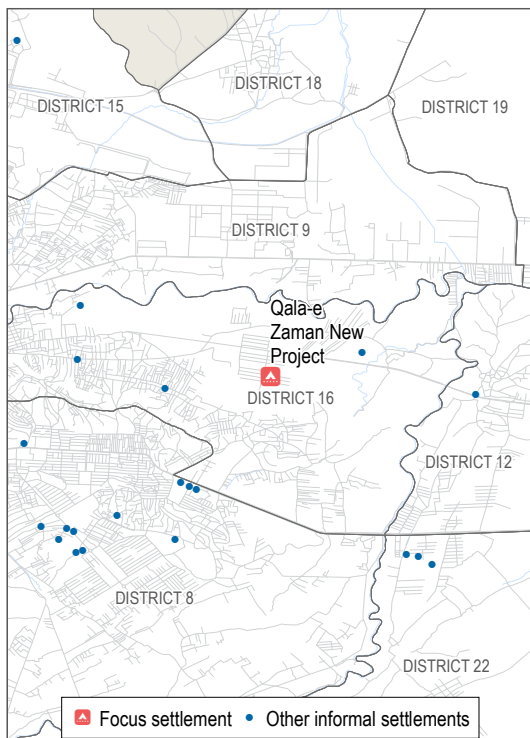 DISTRICT 18
DISTRICT 15
DISTRICT 19
DISTRICT 9
Qala-e
Zaman New
Project
DISTRICT 16
DISTRICT 12
DISTRICT 8
DISTRICT 22
Focus settlement
Other informal settlements